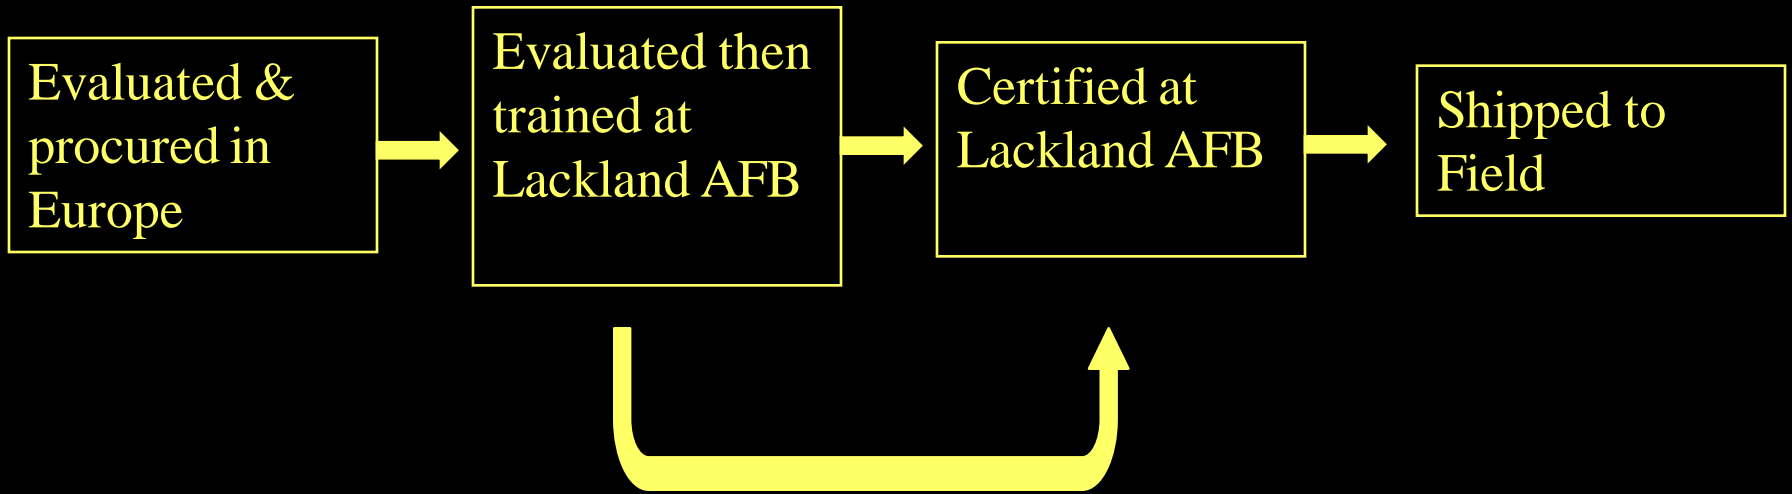 Evaluated &
procured in
Europe
Evaluated then
trained at
Lackland AFB
Certified at
Lackland AFB
Shipped to
Field